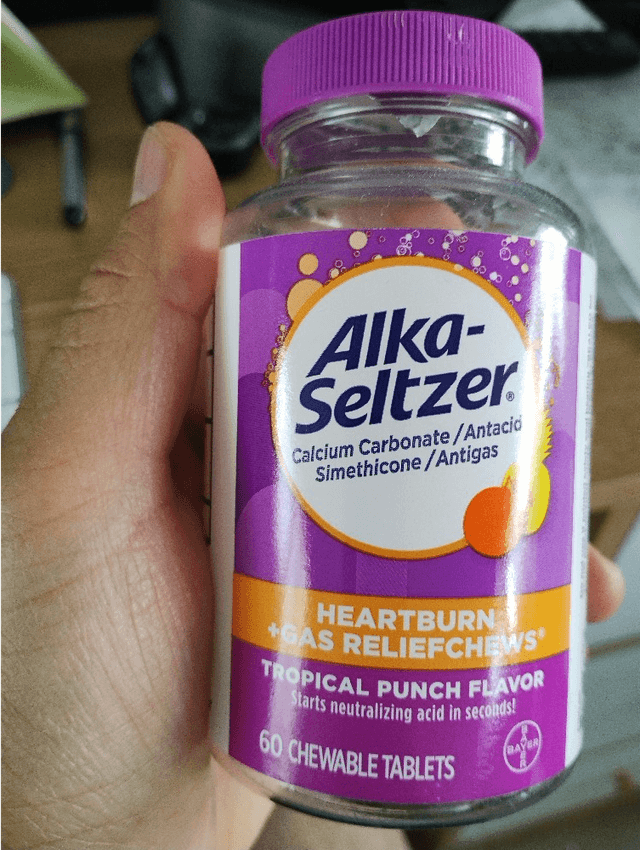 Alka-
Seltzer®
Calcium Carbonate/Antacid
Simethicone/Antigas
HEARTBURN
+GAS RELIEFCHEWS®
TROPICAL PUNCH FLAVOR
Starts neutralizing acid in seconds!
60 CHEWABLE TABLETS
BAYER
BAYER